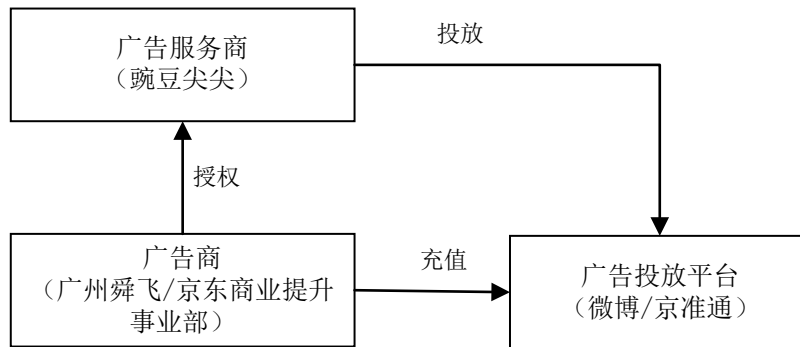 广告服务商
（豌豆尖尖）
投放
授权
广告商
（广州舜飞/京东商业提升
事业部）
充值
广告投放平台
（微博/京准通）